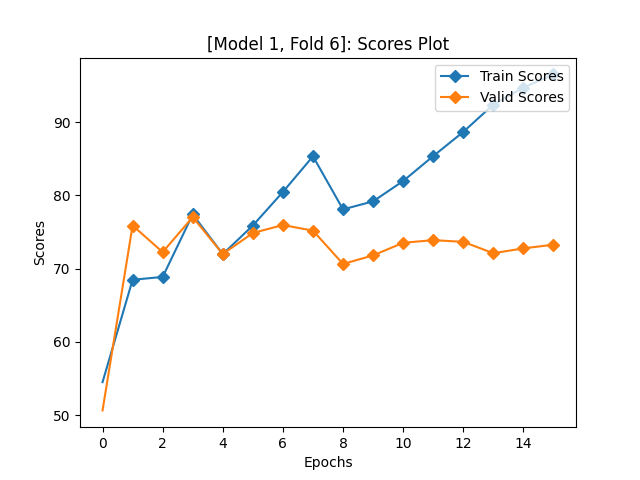 [Model 1, Fold 6]: Scores Plot
Train Scores
Valid Scores
Scores
90
80
70
60
50
0 2 4 6 8 10 12 14
Epochs